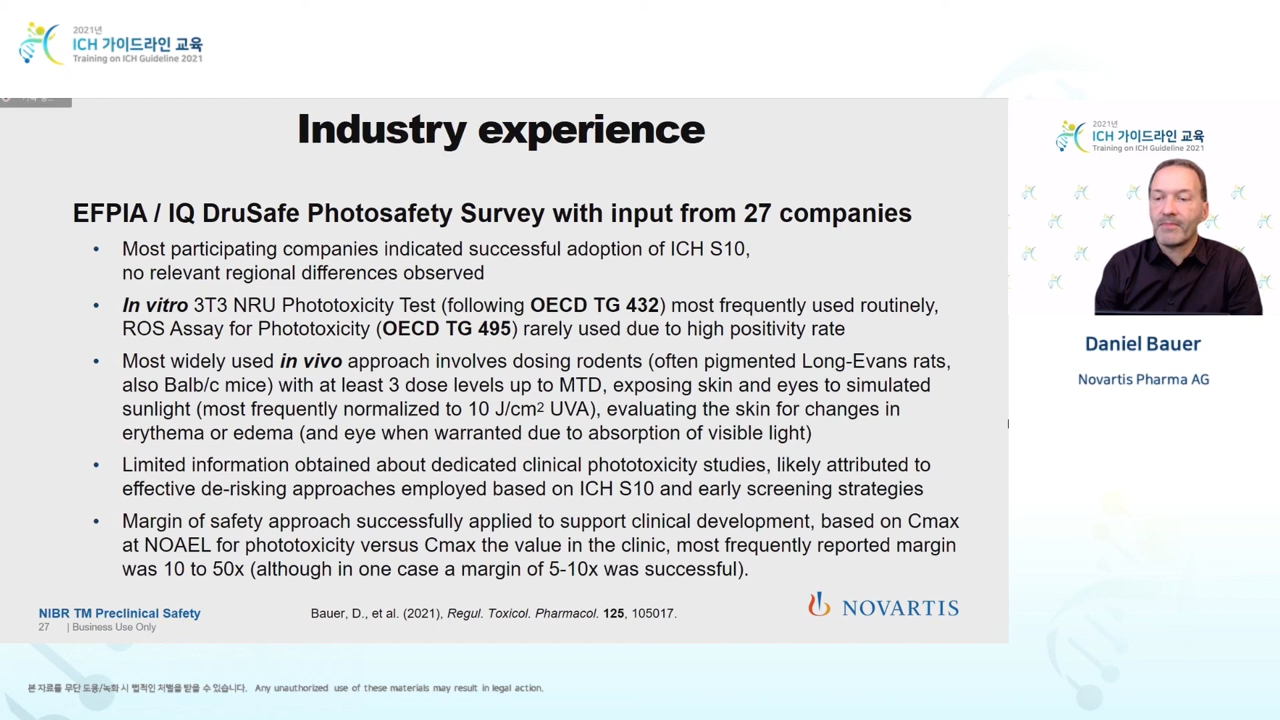 2021년
ICH 가이드라인 교육
Training on ICH Guideline 2021
Industry experience
EFPIA / IQ DruSafe Photosafety Survey with input from 27 companies
• Most participating companies indicated successful adoption of ICH S10,
no relevant regional differences observed
• In vitro 3T3 NRU Phototoxicity Test (following OECD TG 432) most frequently used routinely,
ROS Assay for Phototoxicity (OECD TG 495) rarely used due to high positivity rate
• Most widely used in vivo approach involves dosing rodents (often pigmented Long-Evans rats,
also Balb/c mice) with at least 3 dose levels up to MTD, exposing skin and eyes to simulated
sunlight (most frequently normalized to 10 J/cm2 UVA), evaluating the skin for changes in
erythema or edema (and eye when warranted due to absorption of visible light)
• Limited information obtained about dedicated clinical phototoxicity studies, likely attributed to
effective de-risking approaches employed based on ICH S10 and early screening strategies
• Margin of safety approach successfully applied to support clinical development, based on Cmax
at NOAEL for phototoxicity versus Cmax the value in the clinic, most frequently reported margin
was 10 to 50x (although in one case a margin of 5-10x was successful).
NIBR TM Preclinical Safety
27 | Business Use Only
Bauer, D., et al. (2021), Regul. Toxicol. Pharmacol. 125, 105017.
NOVARTIS
2021년
ICH 가이드라인 교육
Training on ICH Guideline 2021
Daniel Bauer
Novartis Pharma AG
본 자료를 무단 도용/녹화 시 법적인 처벌을 받을 수 있습니다. Any unauthorized use of these materials may result in legal action.